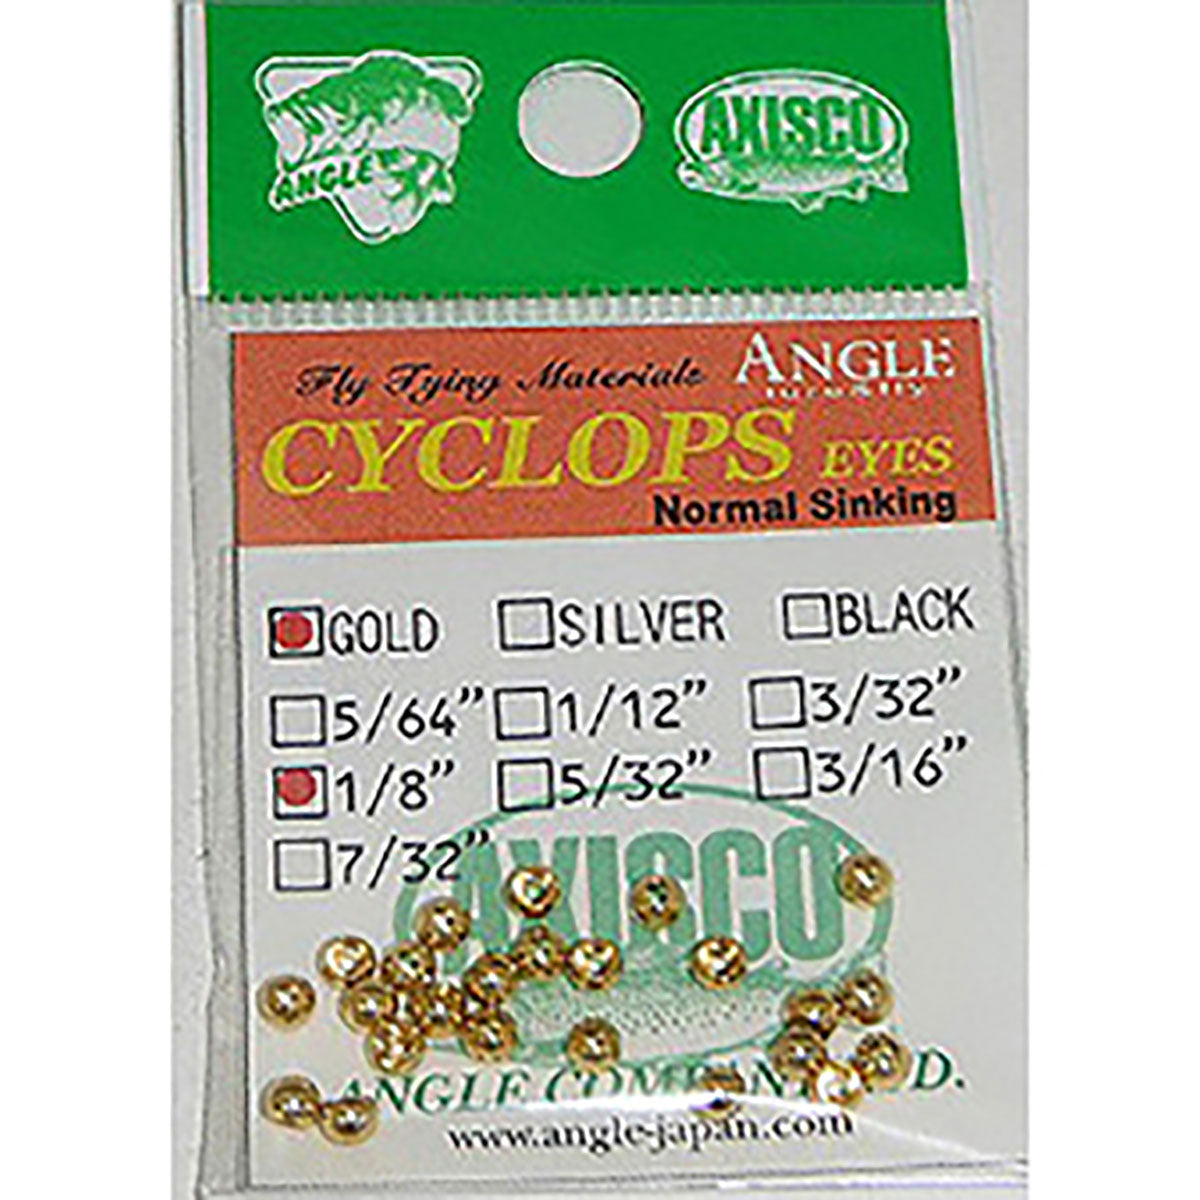 ANGLE
AXISCO
Fly Tying Materials ANGLE
CYCLOPS EYES
Normal Sinking
GOLD SILVER BLACK
5/64” 1/12” 3/32”
1/8” 5/32” 3/16”
7/32”
AXISCO
ANGLE COMPANY D.
www.angle-japan.com